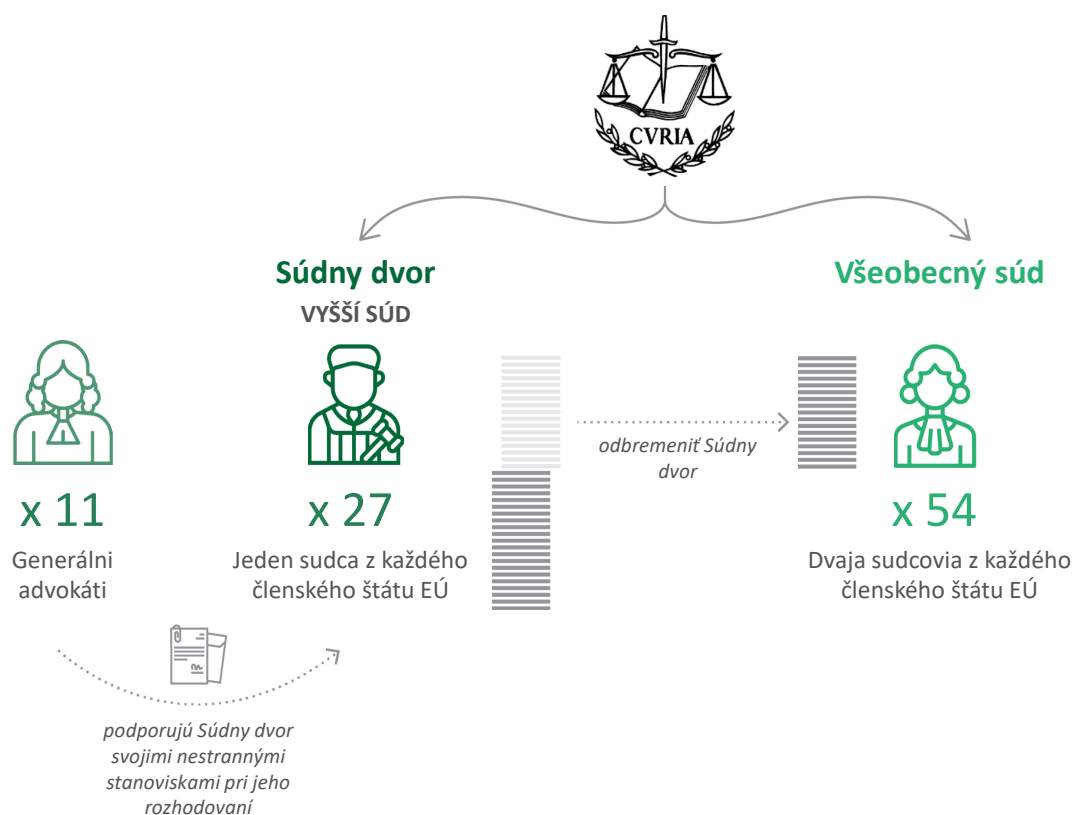 CVRIA
Súdny dvor
VYŠŠÍ SÚD
Všeobecný súd
x 11
Generálni
advokáti
x 27
Jeden sudca z každého
členského štátu EÚ
odbremeniť Súdny
dvor
x 54
Dvaja sudcovia z každého
členského štátu EÚ
podporujú Súdny dvor
svojimi nestrannými
stanoviskami pri jeho
rozhodovaní